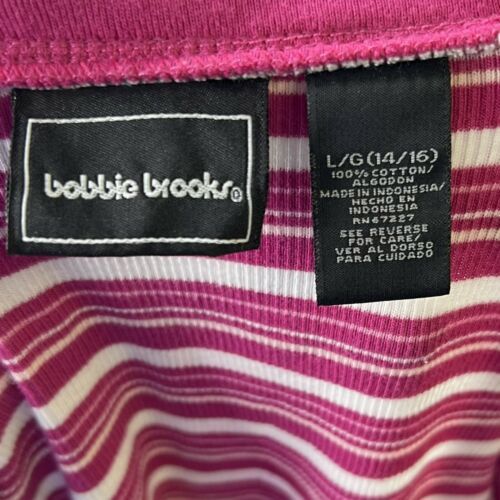 bobbie brooks®
L/G (14/16)
100% COTTON/
ALGODON
MADE IN INDONESIA/
HECHO EN
INDONESIA
RN 67227
SEE REVERSE
FOR CARE/
VER AL DORSO
PARA CUIDADO